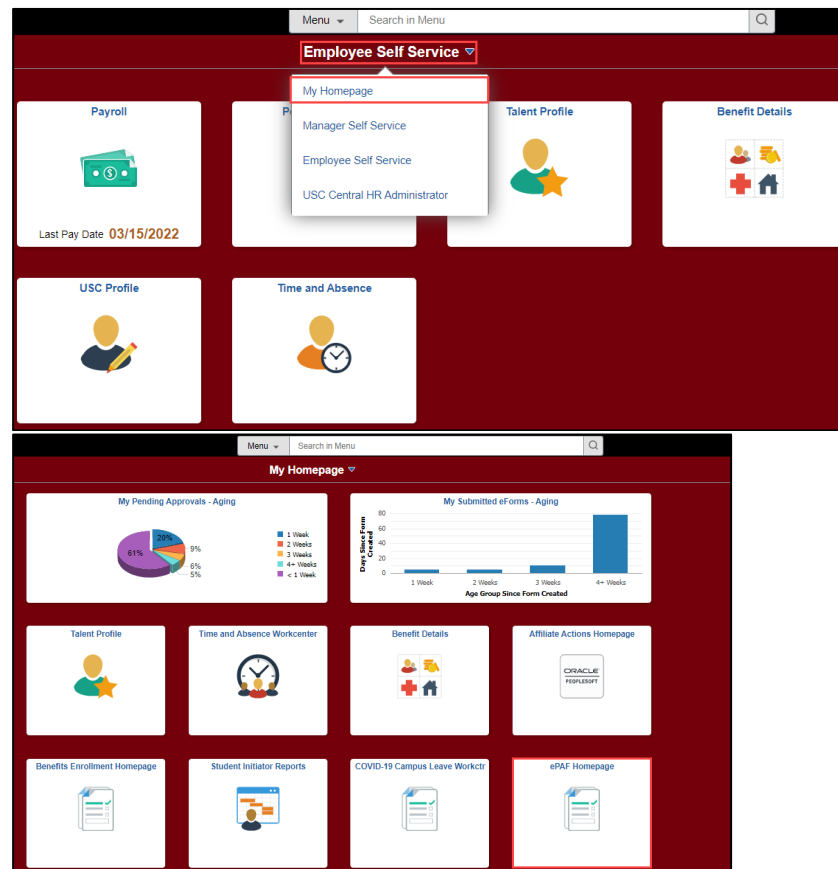 Menu
Search in Menu
Employee Self Service
My Homepage
Manager Self Service
Employee Self Service
USC Central HR Administrator
Payroll
Talent Profile
Benefit Details
Last Pay Date 03/15/2022
USC Profile
Time and Absence
Menu
Search in Menu
My Homepage
My Pending Approvals - Aging
20%
9%
6%
5%
61%
1 Week
2 Weeks
3 Weeks
4+ Weeks
< 1 Week
My Submitted eForms - Aging
Days Since Form
Created
80
60
40
20
0
1 Week
2 Weeks
3 Weeks
4+ Weeks
Age Group Since Form Created
Talent Profile
Time and Absence Workcenter
Benefit Details
Affiliate Actions Homepage
ORACLE
PEOPLESOFT
Benefits Enrollment Homepage
Student Initiator Reports
COVID-19 Campus Leave Workctr
ePAF Homepage